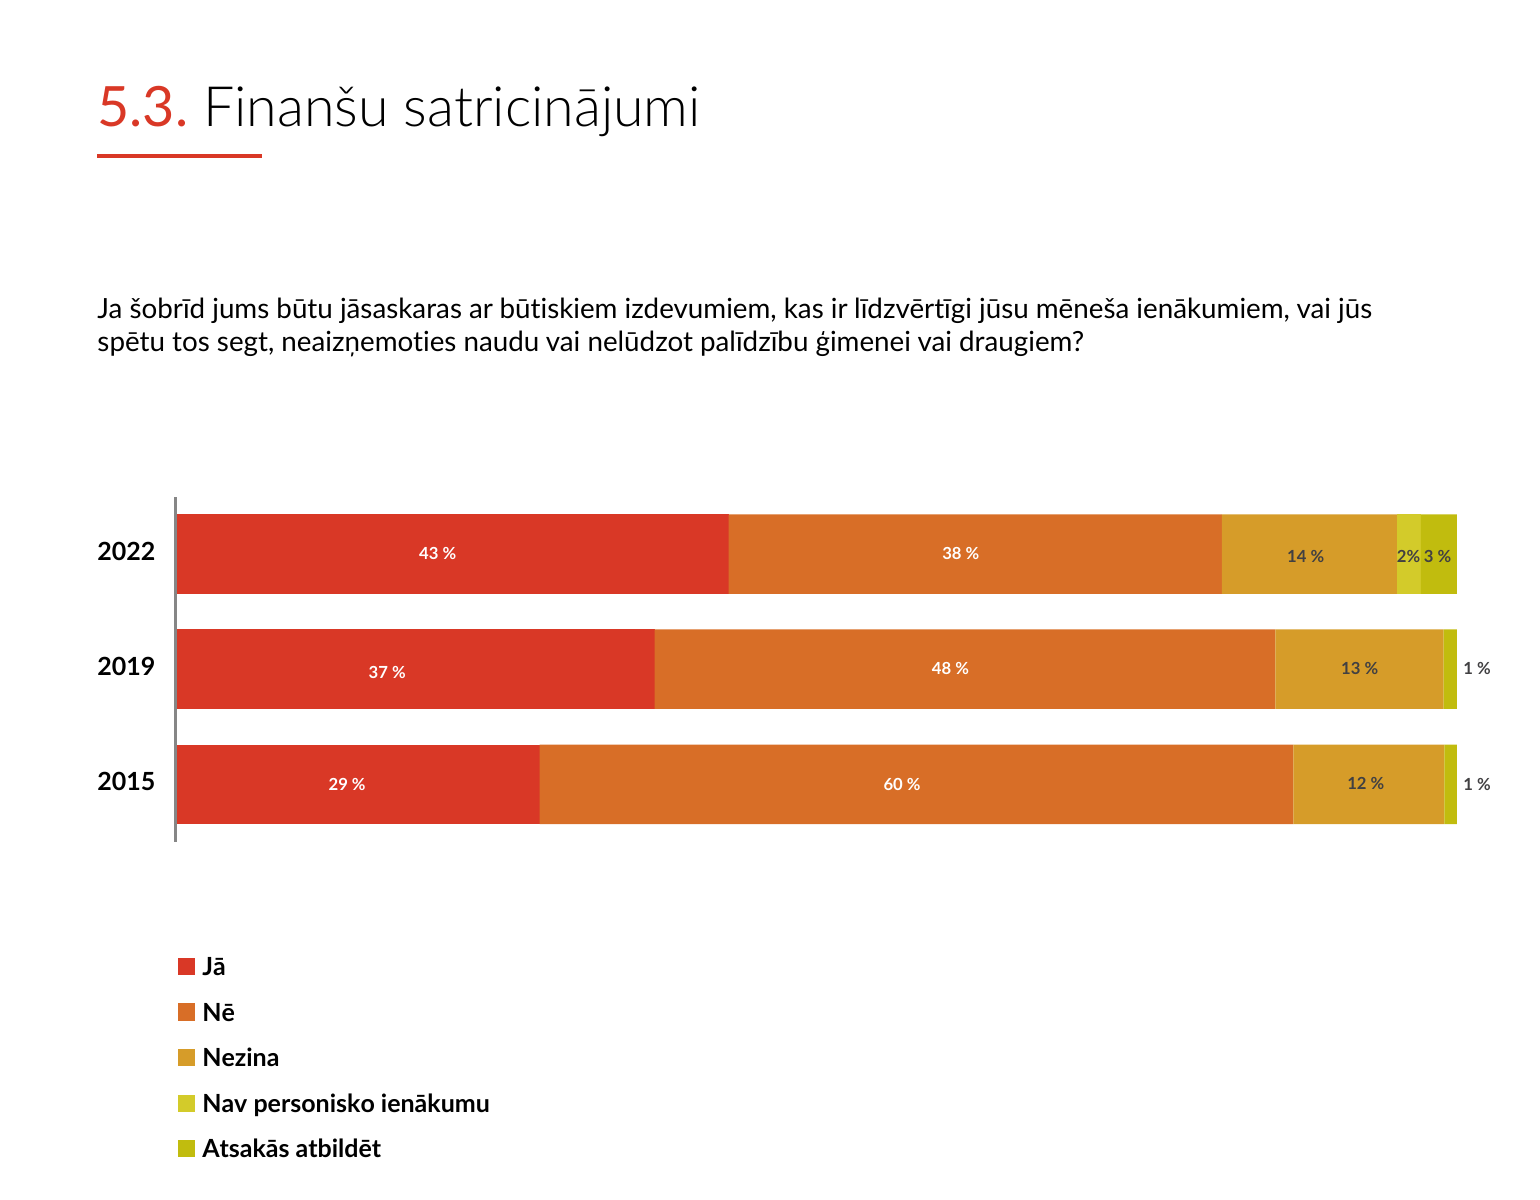 5.3. Finanšu satricinājumi
Ja šobrīd jums būtu jāsaskaras ar būtiskiem izdevumiem, kas ir līdzvērtīgi jūsu mēneša ienākumiem, vai jūs
spētu tos segt, neaizņemoties naudu vai nelūdzot palīdzību ģimenei vai draugiem?
2022 43 % 38 % 14 % 2% 3 %
2019 37 % 48 % 13 % 1 %
2015 29 % 60 % 12 % 1 %
Jā
Nē
Nezina
Nav personisko ienākumu
Atsakās atbildēt